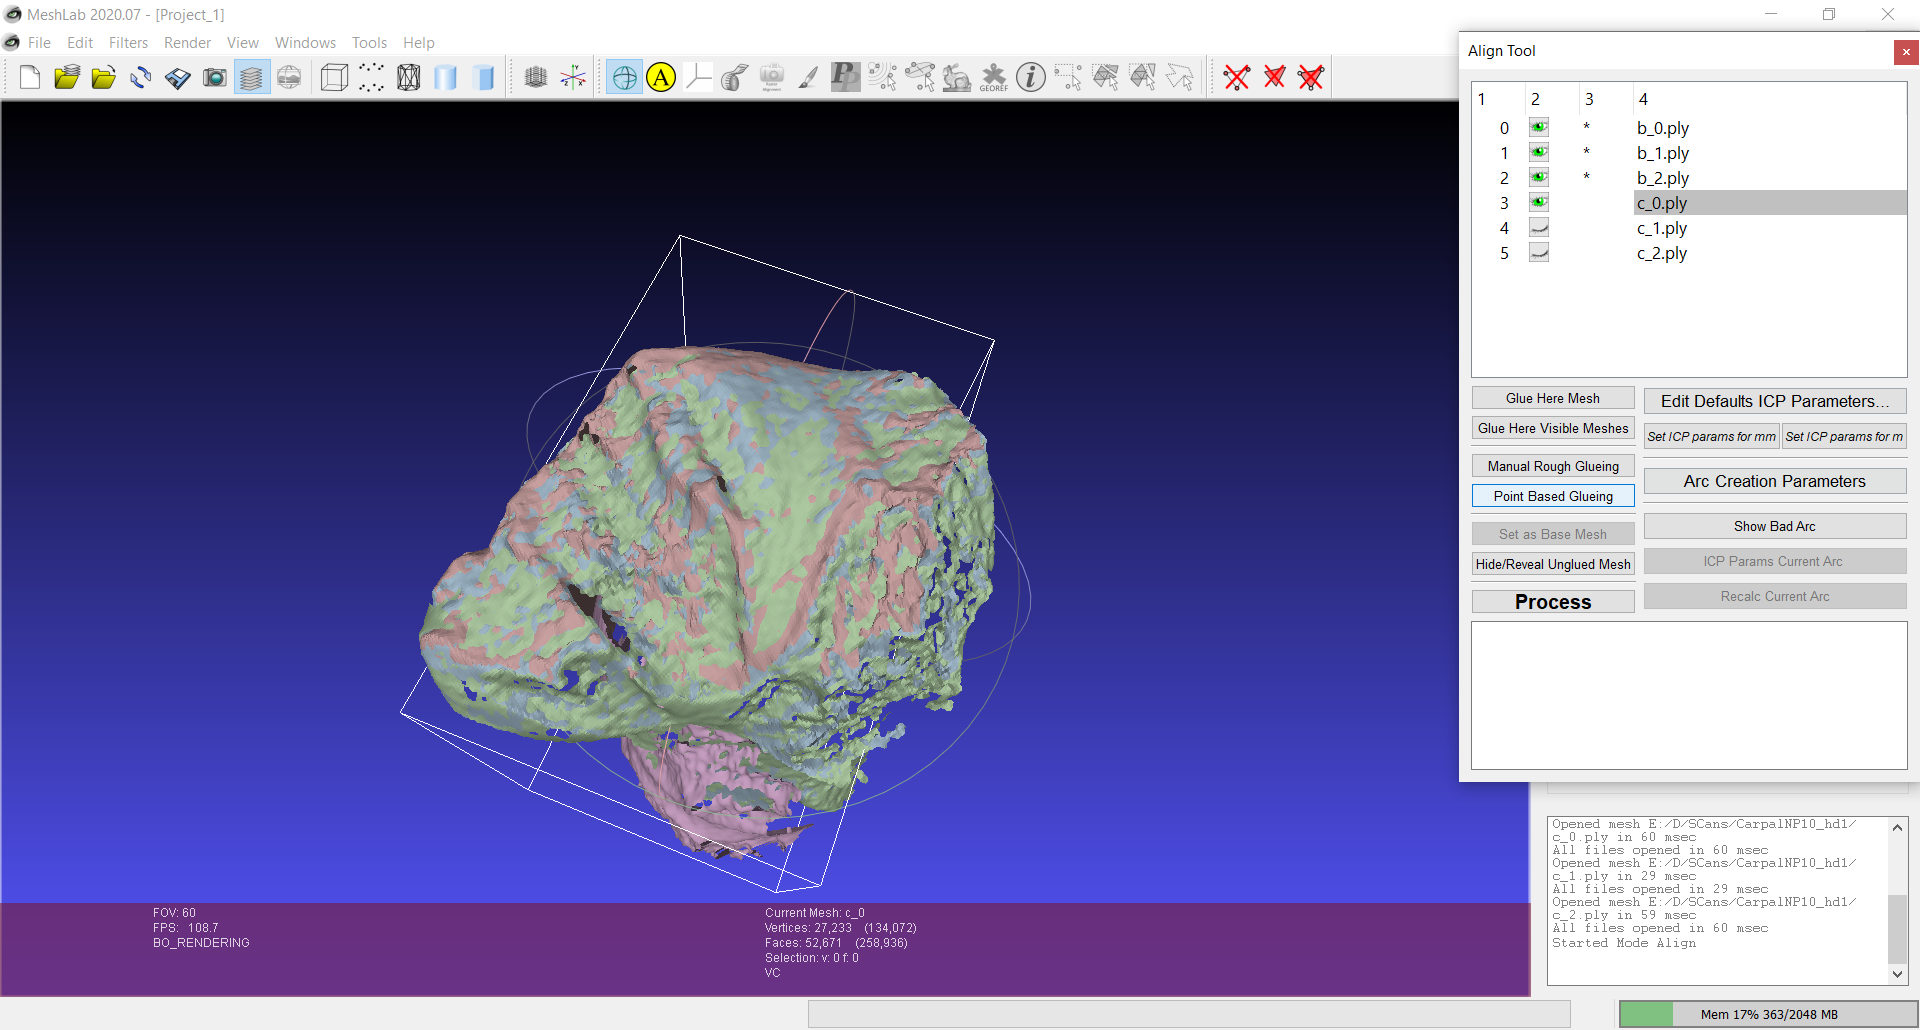 MeshLab 2020.07 - [Project_1]
File Edit Filters Render View Windows Tools Help
A
Pp
GEOREF
i
Align Tool
1 2 3 4
0 * b_0.ply
1 * b_1.ply
2 * b_2.ply
3 c_0.ply
4 c_1.ply
5 c_2.ply
Glue Here Mesh
Glue Here Visible Meshes
Manual Rough Glueing
Point Based Glueing
Set as Base Mesh
Hide/Reveal Unglued Mesh
Process
Edit Defaults ICP Parameters...
Set ICP params for mm Set ICP params for m
Arc Creation Parameters
Show Bad Arc
ICP Params Current Arc
Recalc Current Arc
Opened mesh E:/D/SCans/CarpalNP10_hd1/
c_0.ply in 60 msec
All files opened in 60 msec
Opened mesh E:/D/SCans/CarpalNP10_hd1/
c_1.ply in 29 msec
All files opened in 29 msec
Opened mesh E:/D/SCans/CarpalNP10_hd1/
c_2.ply in 59 msec
All files opened in 60 msec
Started Mode Align
FOV: 60
FPS: 108.7
BO_RENDERING
Current Mesh: c_0
Vertices: 27,233 (134,072)
Faces: 52,671 (258,936)
Selection: v: 0 f: 0
VC
Mem 17% 363/2048 MB